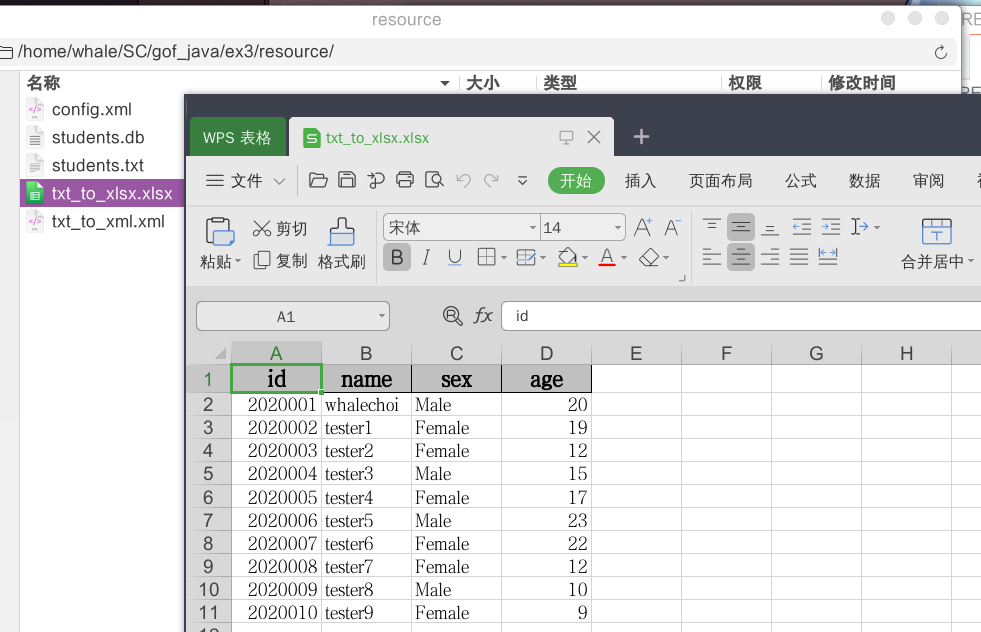 resource
RE
/home/whale/SC/gof_java/ex3/resource/
名称 大小 类型 权限 修改时间
config.xml
students.db
students.txt
txt_to_xlsx.xlsx
txt_to_xml.xml
WPS 表格 txt_to_xlsx.xlsx
文件 开始 插入 页面布局 公式 数据 审阅
剪切 宋体 14
粘贴 复制 格式刷 B I U A 合并居中
A1 fx id
A B C D E F G H
1 id name sex age
2 2020001 whalechoi Male 20
3 2020002 tester1 Female 19
4 2020003 tester2 Female 12
5 2020004 tester3 Male 15
6 2020005 tester4 Female 17
7 2020006 tester5 Male 23
8 2020007 tester6 Female 22
9 2020008 tester7 Female 12
10 2020009 tester8 Male 10
11 2020010 tester9 Female 9